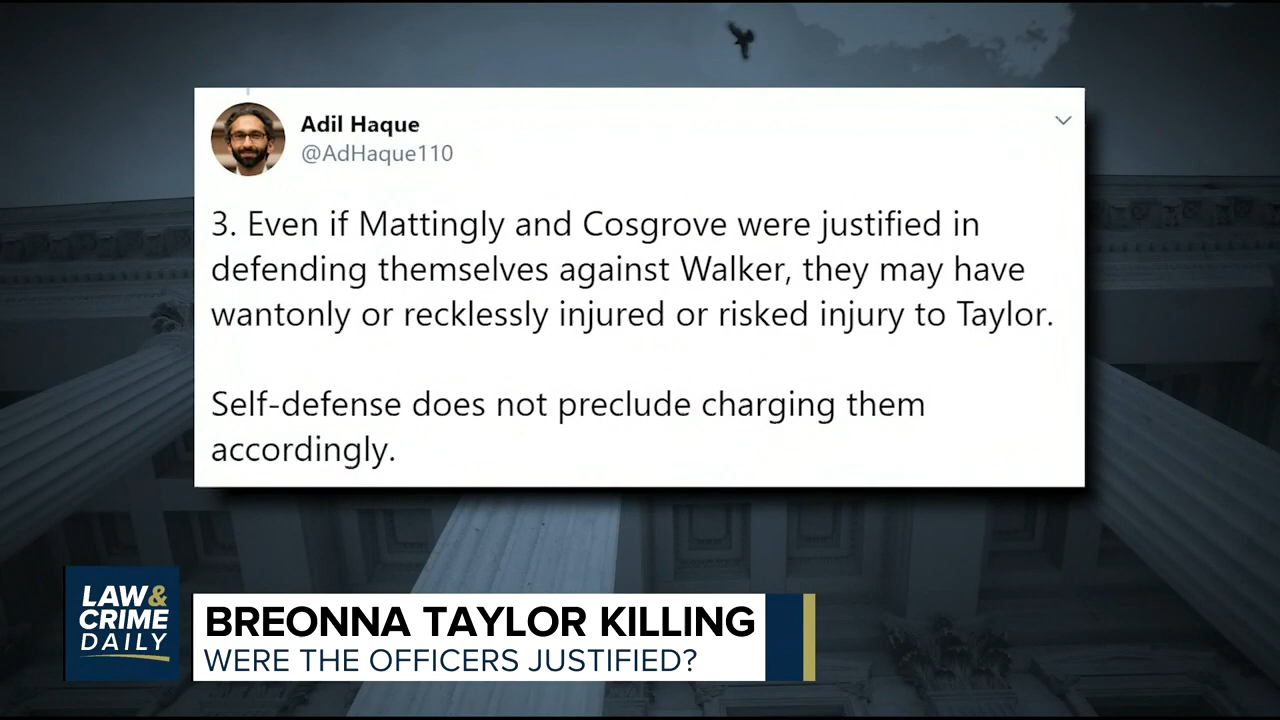 Adil Haque
@AdHaque110
3. Even if Mattingly and Cosgrove were justified in
defending themselves against Walker, they may have
wantonly or recklessly injured or risked injury to Taylor.
Self-defense does not preclude charging them
accordingly.
LAW&
CRIME
DAILY
BREONNA TAYLOR KILLING
WERE THE OFFICERS JUSTIFIED?